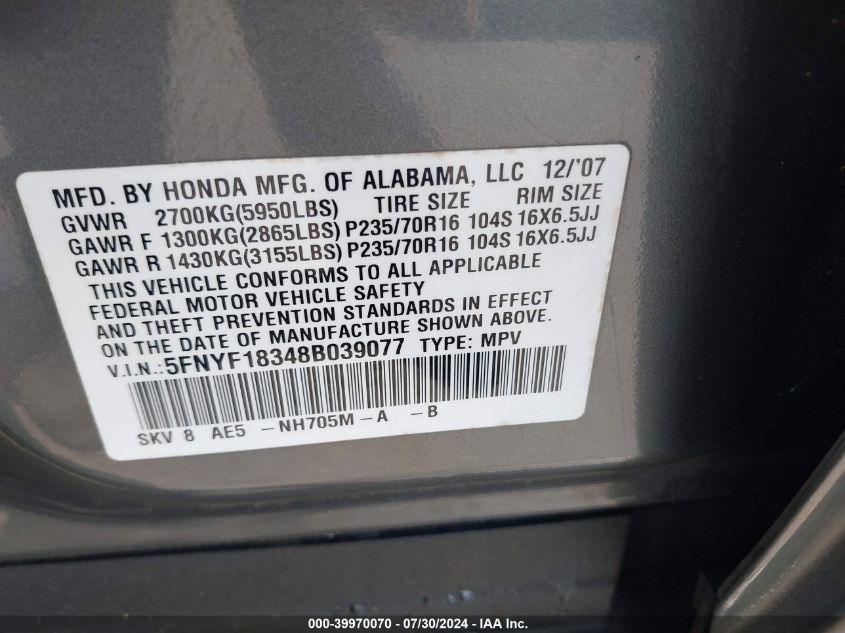 MFD. BY HONDA MFG. OF ALABAMA, LLC 12/'07
GVWR 2700KG(5950LBS) TIRE SIZE RIM SIZE
GAWR F 1300KG(2865LBS) P235/70R16 104S 16X6.5JJ
GAWR R 1430KG(3155LBS) P235/70R16 104S 16X6.5JJ
THIS VEHICLE CONFORMS TO ALL APPLICABLE
FEDERAL MOTOR VEHICLE SAFETY
AND THEFT PREVENTION STANDARDS IN EFFECT
ON THE DATE OF MANUFACTURE SHOWN ABOVE.
V.I.N.:5FNYF18348B039077 TYPE: MPV
SKV 8 AE5 -NH705M-A -B
000-39970070 / 07/30/2024 - IAA Inc.